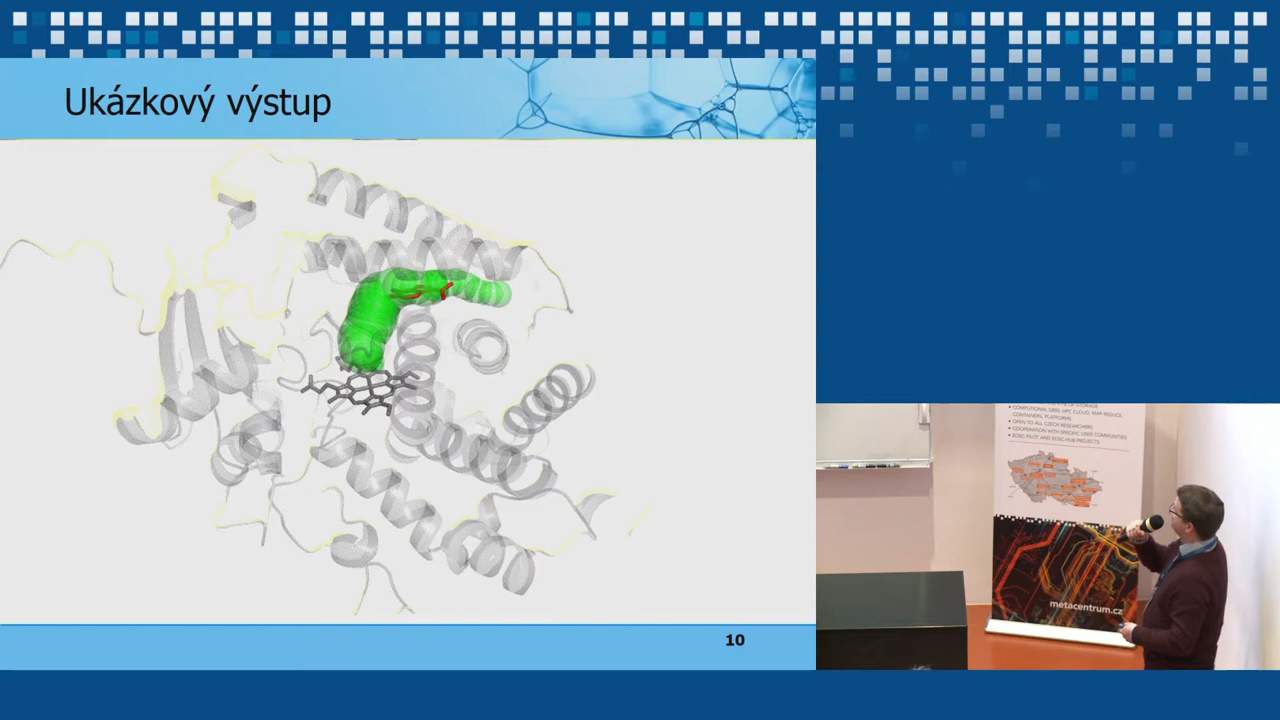 Ukázkový výstup
10
• COMPUTIONAL GRID, HPC CLOUD, MAP-REDUCE,
CONTAINERS, PLATFORMS
• OPEN TO ALL CZECH RESEARCHERS
• COOPERATION WITH SPECIFIC USER COMMUNITIES
• EOSC-PILOT AND EOSC-HUB PROJECTS
metacentrum.cz